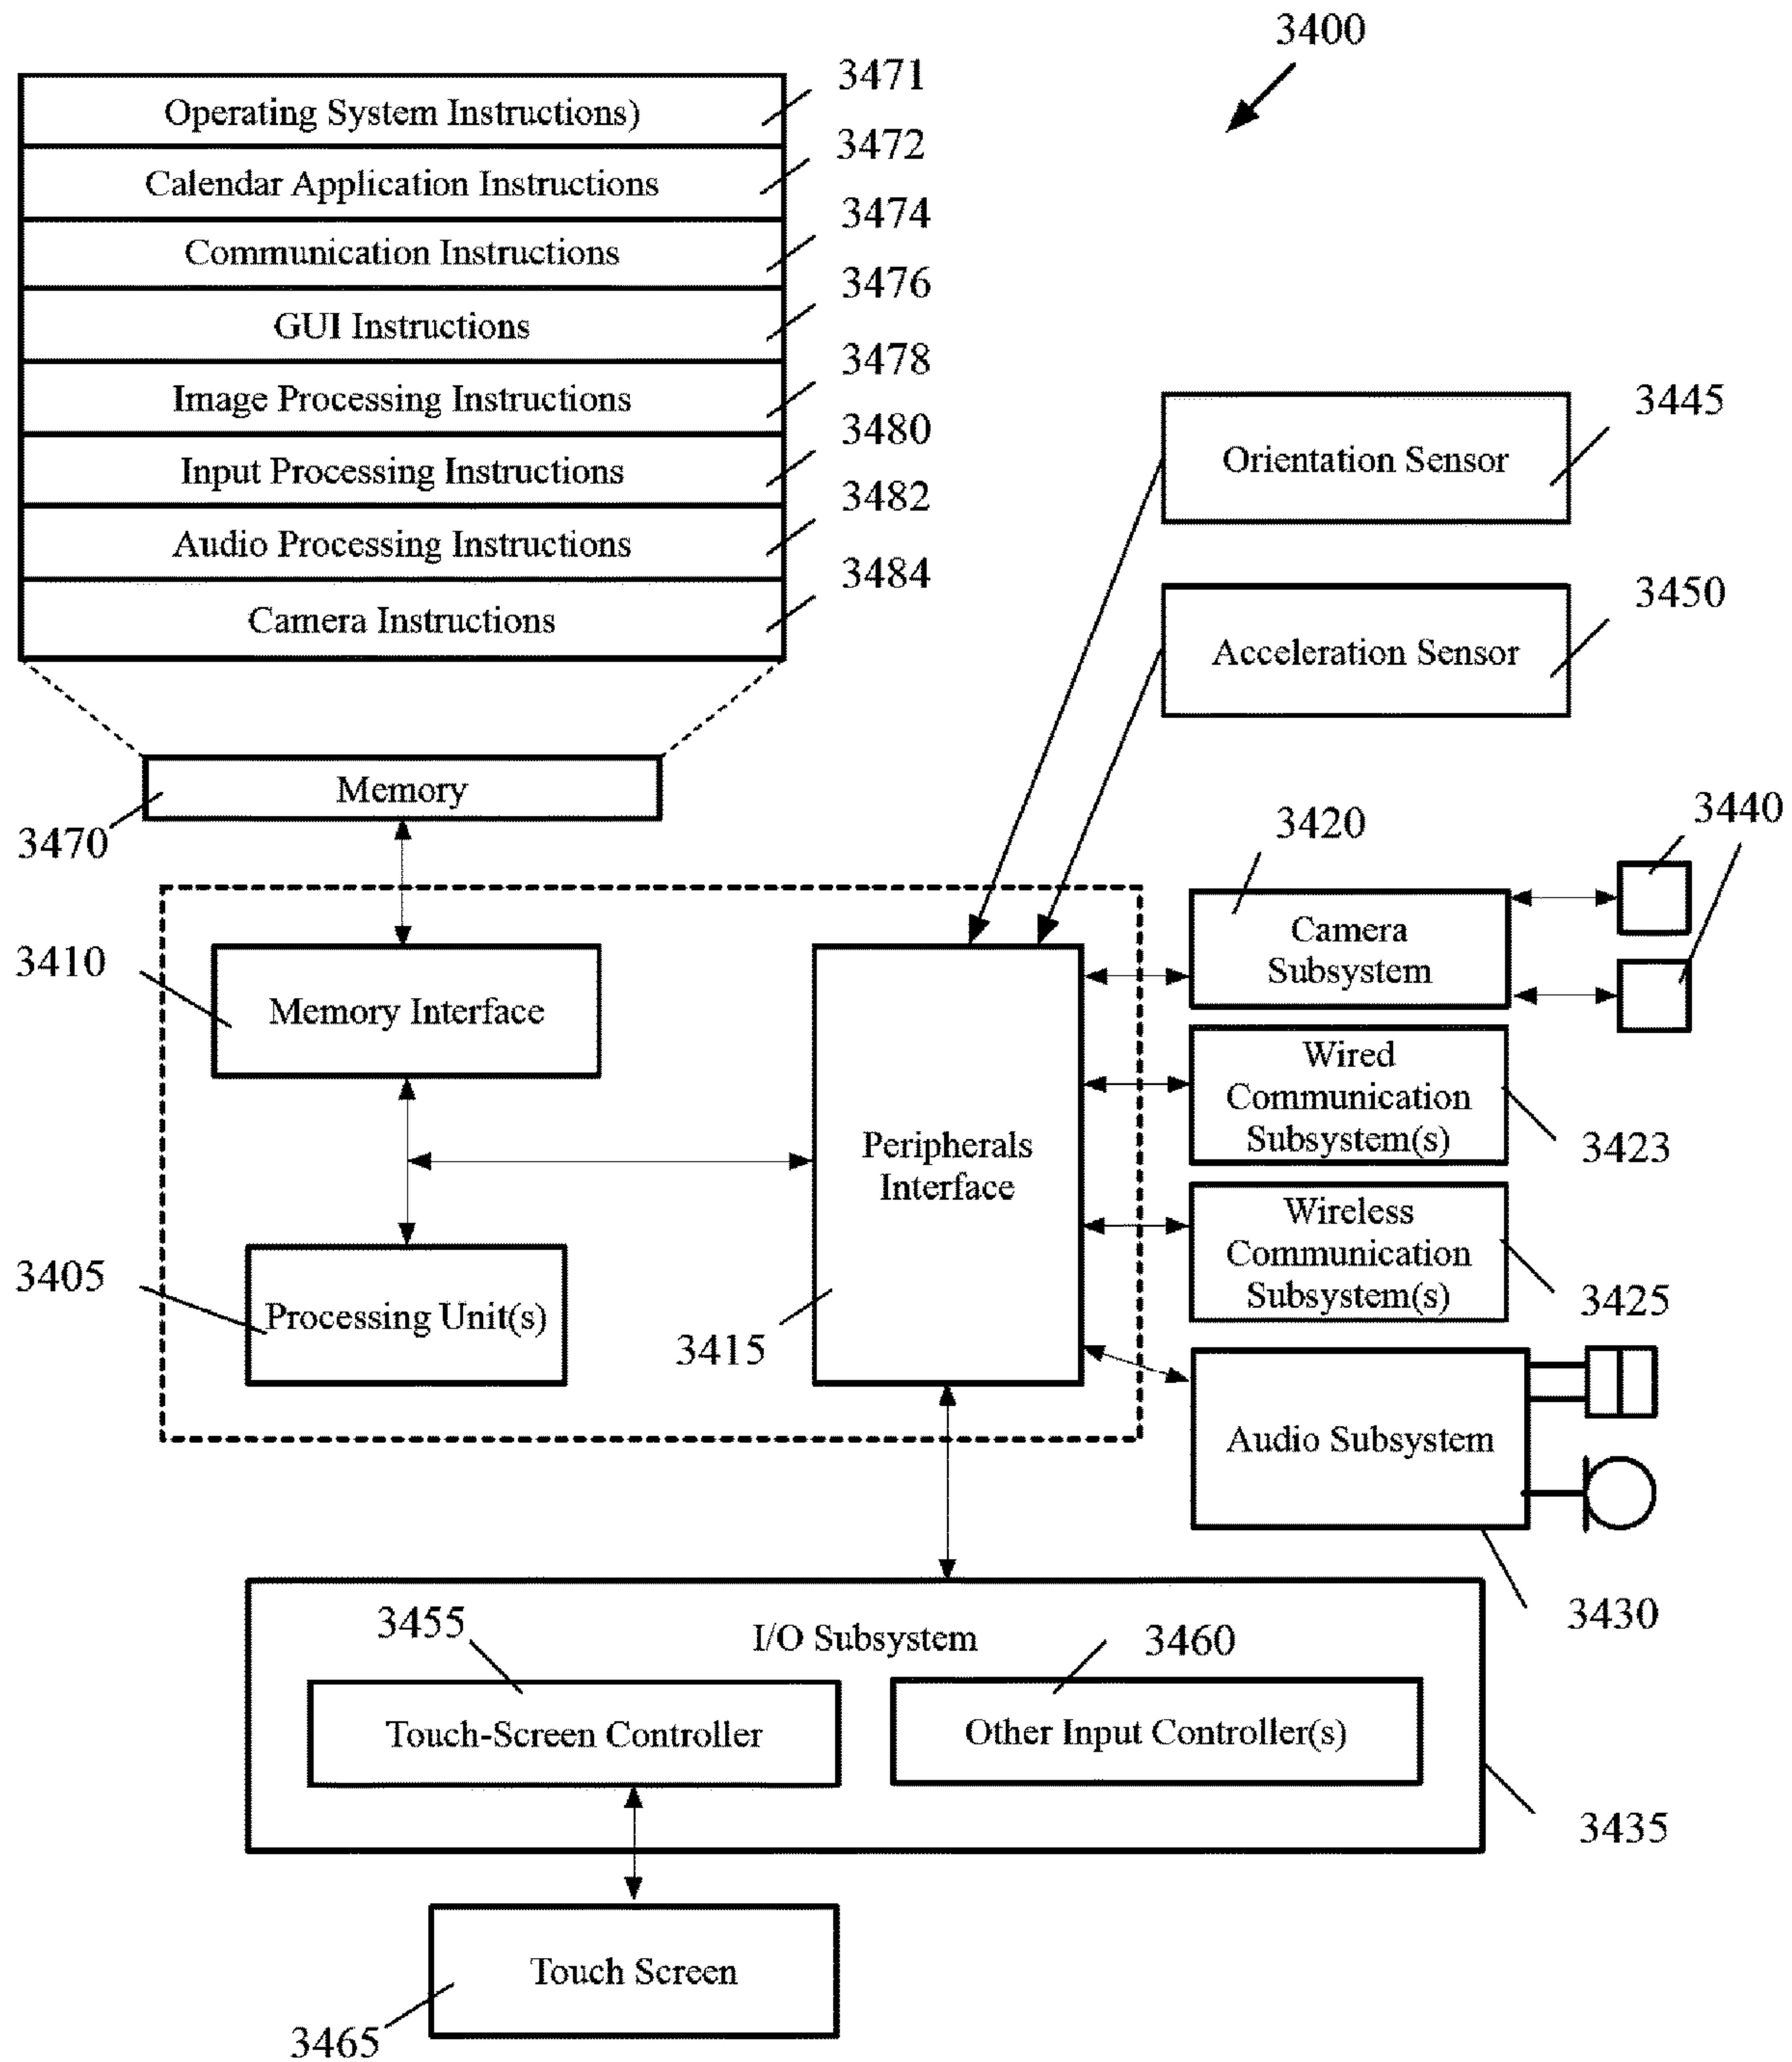 3400
3471
Operating System Instructions)
3472
Calendar Application Instructions
3474
Communication Instructions
3476
GUI Instructions
3478
Image Processing Instructions
3480
Input Processing Instructions
3482
Audio Processing Instructions
3484
Camera Instructions
3445
Orientation Sensor
3450
Acceleration Sensor
Memory
3470
3420
3440
Camera
Subsystem
3410
Memory Interface
Wired
Communication
Subsystem(s)
3423
Peripherals
Interface
Wireless
Communication
Subsystem(s)
3425
3405
Processing Unit(s)
3415
Audio Subsystem
3430
3455
I/O Subsystem
3460
Touch-Screen Controller
Other Input Controller(s)
3435
Touch Screen
3465